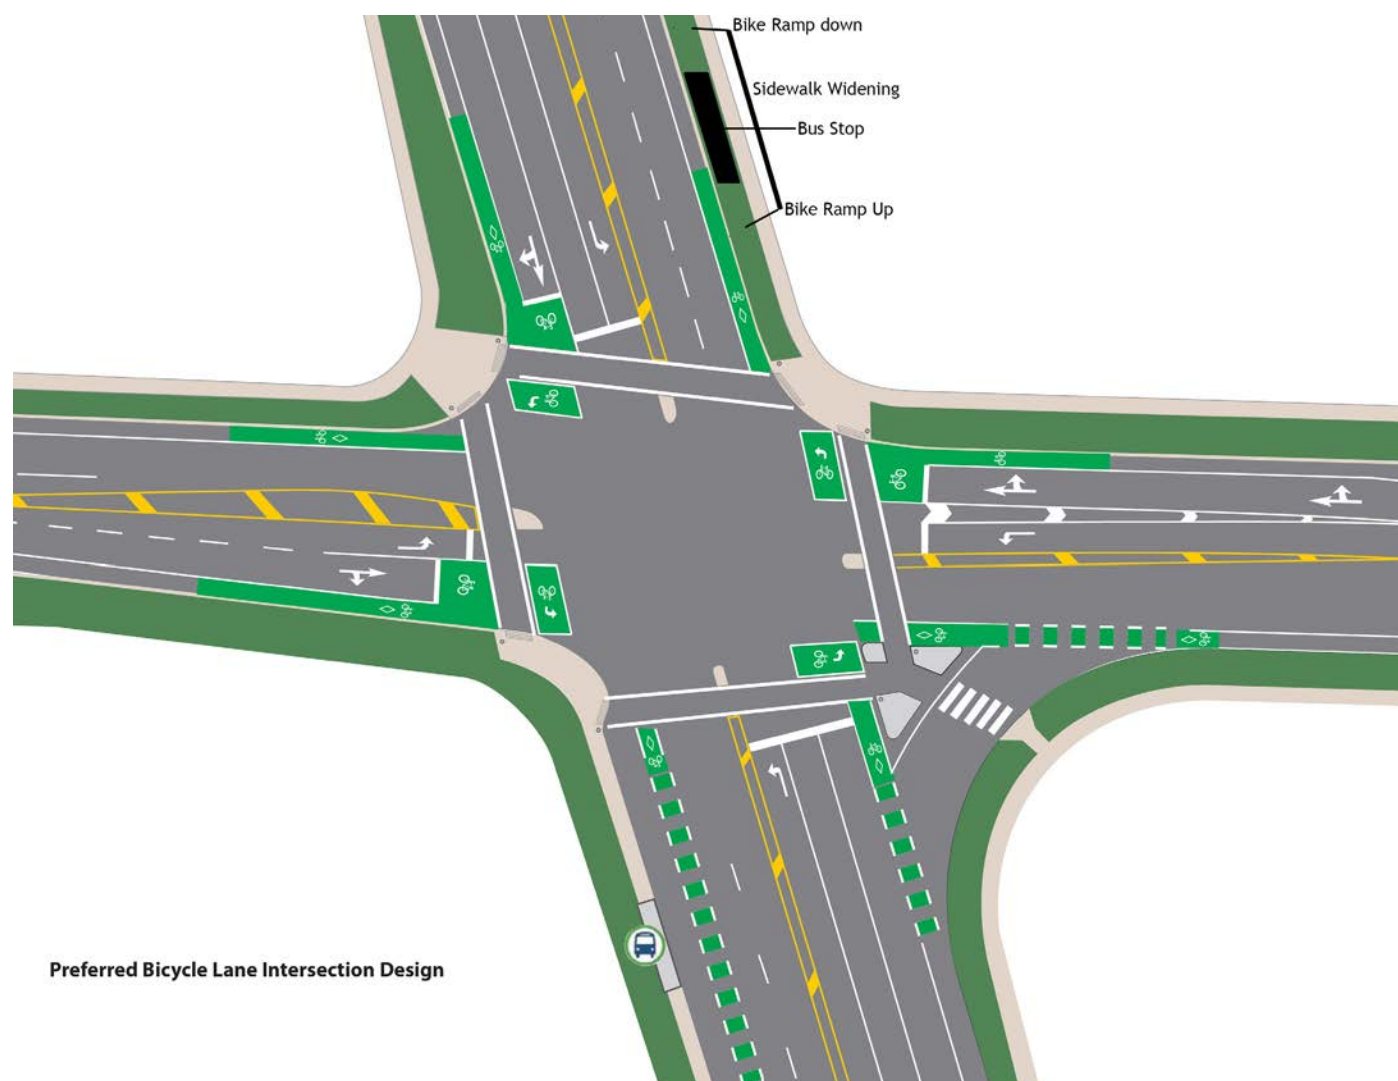 Bike Ramp down
Sidewalk Widening
Bus Stop
Bike Ramp Up
Preferred Bicycle Lane Intersection Design